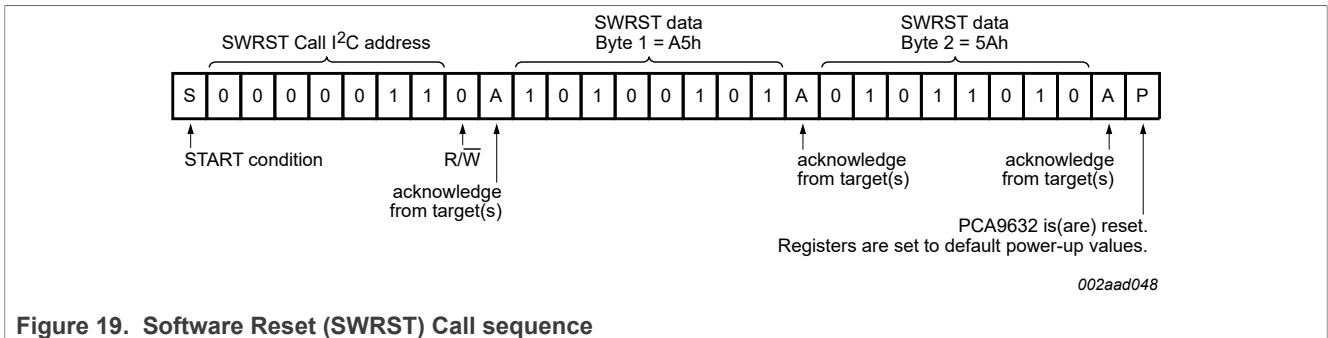 SWRST Call I2C address
SWRST data
Byte 1 = A5h
SWRST data
Byte 2 = 5Ah
S 0 0 0 0 0 1 1 0 A 1 0 1 0 0 1 0 1 A 0 1 0 1 1 0 1 0 A P
START condition
R/W
acknowledge
from target(s)
acknowledge
from target(s)
acknowledge
from target(s)
PCA9632 is(are) reset.
Registers are set to default power-up values.
002aad048
Figure 19. Software Reset (SWRST) Call sequence